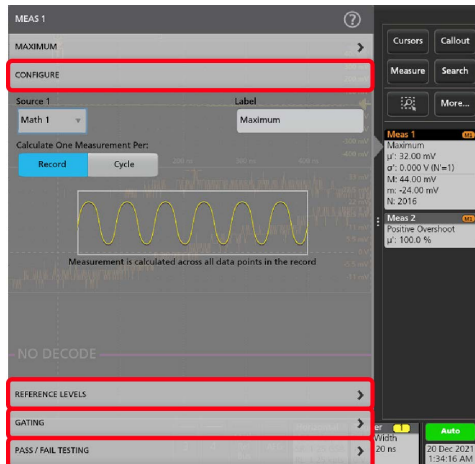 MEAS 1
?
MAXIMUM
CONFIGURE
Source 1
Label
Math 1
Maximum
Calculate One Measurement Per:
Record
Cycle
Measurement is calculated across all data points in the record
NO DECODE
REFERENCE LEVELS
GATING
PASS / FAIL TESTING
Cursors
Callout
Measure
Search
More...
Meas 1
M1
Maximum
µ': 32.00 mV
σ': 0.000 V (N'=1)
M: 44.00 mV
m: -24.00 mV
N: 2016
Meas 2
M1
Positive Overshoot
µ': 100.0 %
er
Width
20 ns
Auto
20 Dec 2021
1:34:16 AM